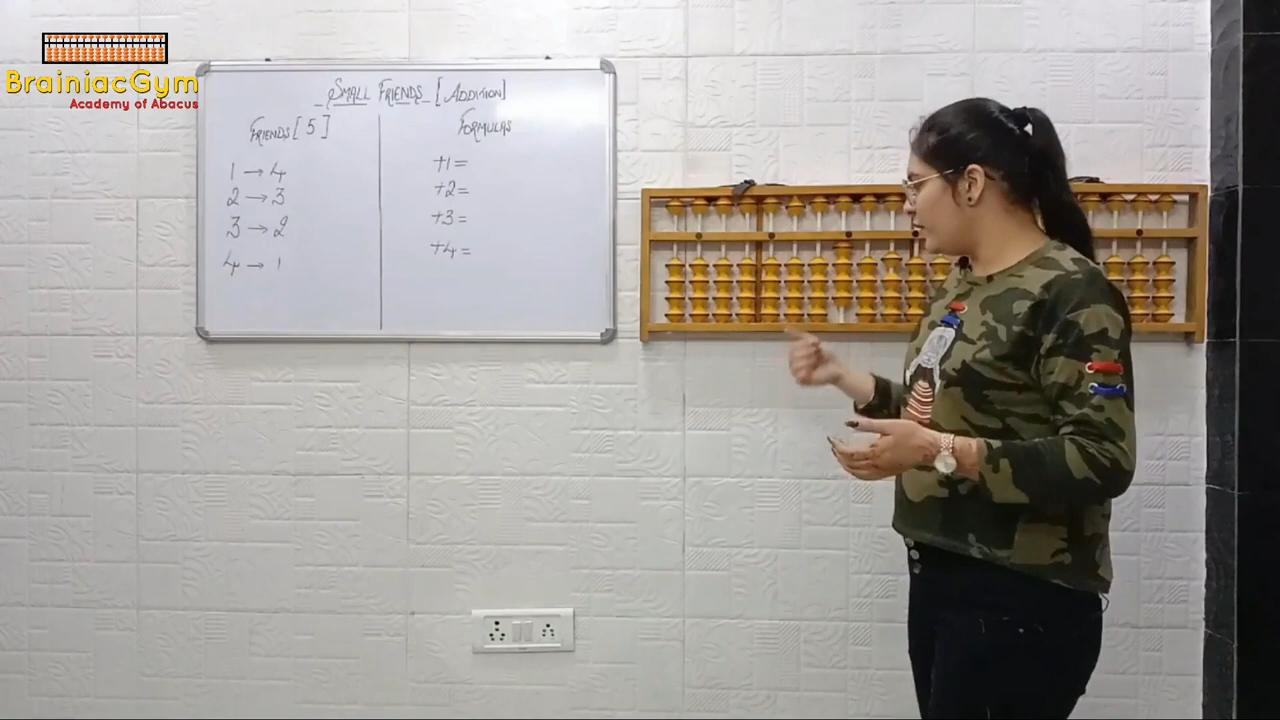 BrainiacGym
Academy of Abacus
SMALL FRIENDS [ADDITION]
FRIENDS [5]
1 → 4
2 → 3
3 → 2
4 → 1
FORMULAS
+1=
+2=
+3=
+4=